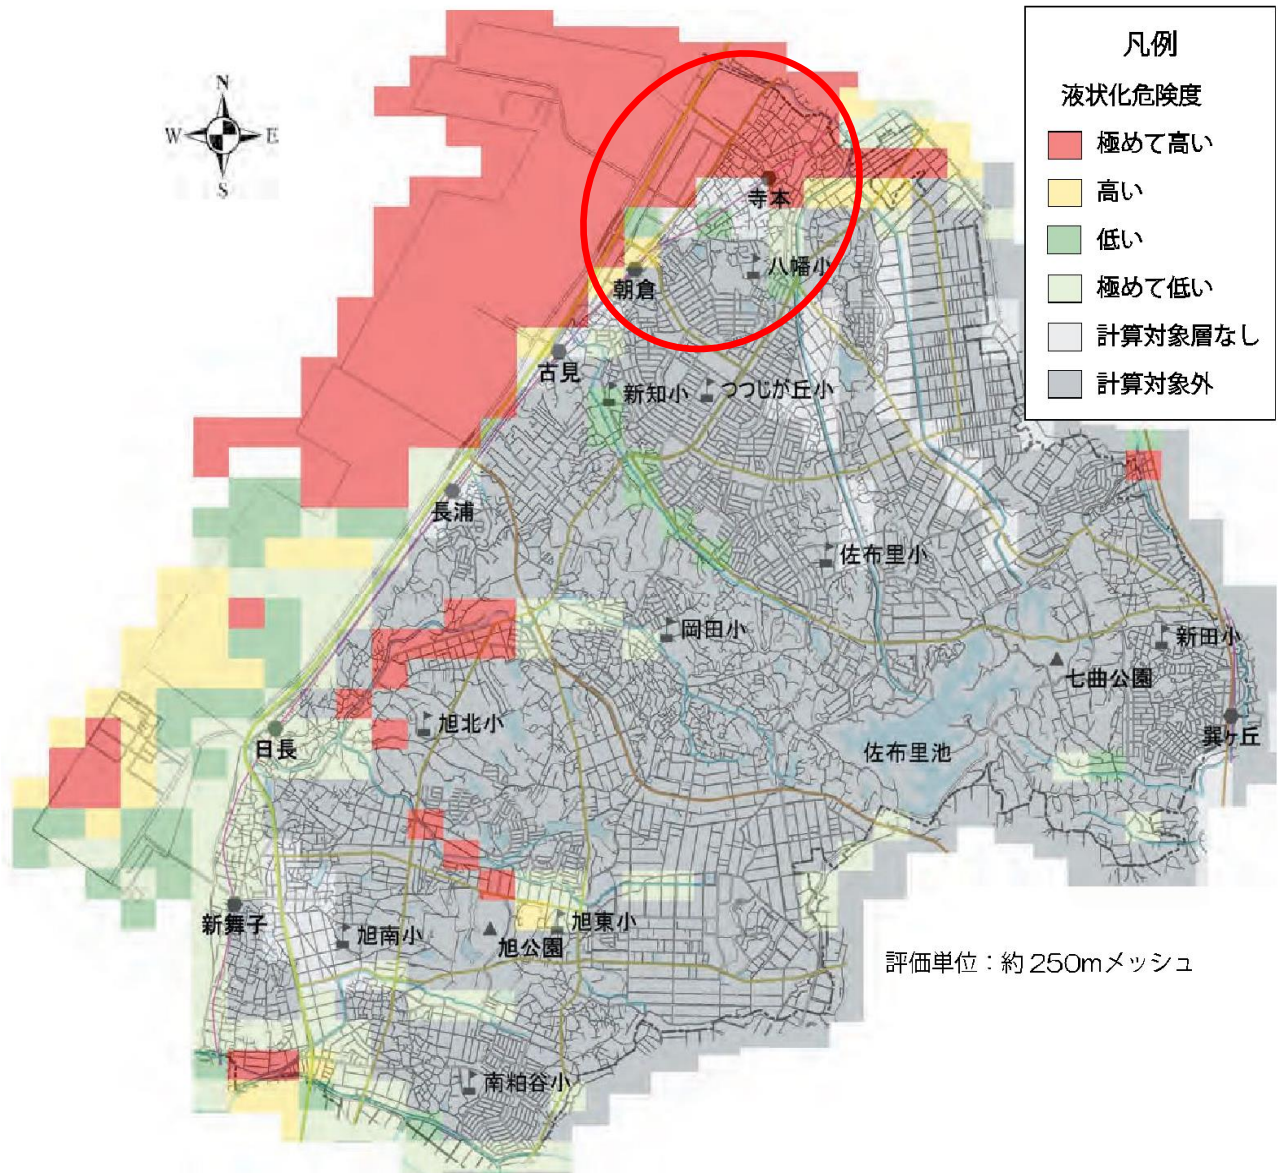 凡例
液状化危険度
極めて高い
高い
低い
極めて低い
計算対象層なし
計算対象外
N
W
E
S
寺本
八幡小
朝倉
古見
新知小
つつじが丘小
長浦
佐布里小
岡田小
新田小
七曲公園
旭北小
日長
佐布里池
巽ヶ丘
新舞子
旭南小
旭公園
旭東小
評価単位：約250mメッシュ
南粕谷小